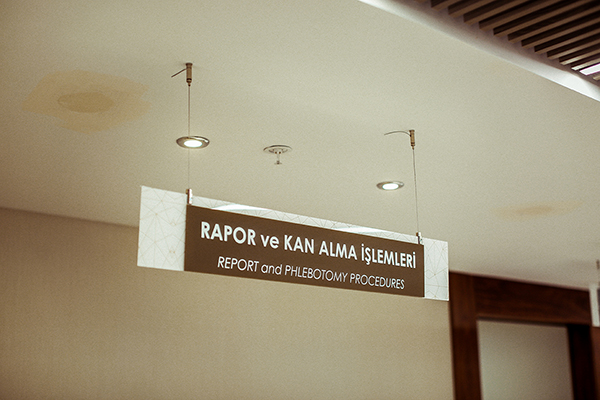 RAPOR ve KAN ALMA İŞLEMLERİ
REPORT and PHLEBOTOMY PROCEDURES